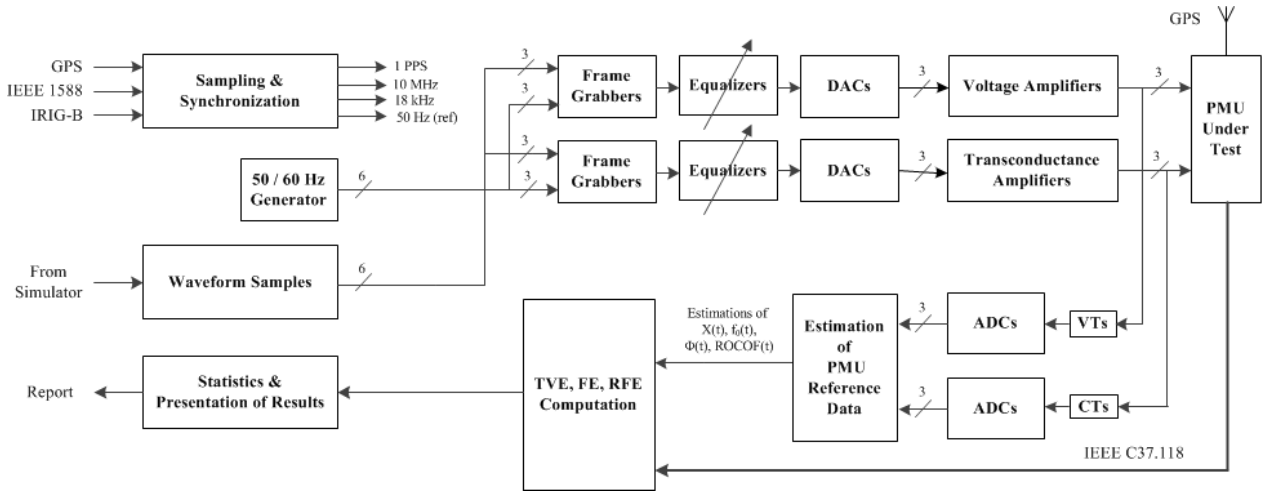 GPS
GPS
IEEE 1588
IRIG-B
Sampling &
Synchronization
1 PPS
10 MHz
18 kHz
50 Hz (ref)
3
3
Frame
Grabbers
Equalizers
DACs
3
Voltage Amplifiers
3
PMU
Under
Test
3
3
Frame
Grabbers
Equalizers
DACs
3
Transconductance
Amplifiers
3
50 / 60 Hz
Generator
6
From
Simulator
Waveform Samples
6
Estimations of
X(t), f₀(t),
Φ(t), ROCOF(t)
Estimation
of
PMU
Reference
Data
3
ADCs
VTs
3
ADCs
CTs
Report
Statistics &
Presentation of Results
TVE, FE, RFE
Computation
IEEE C37.118